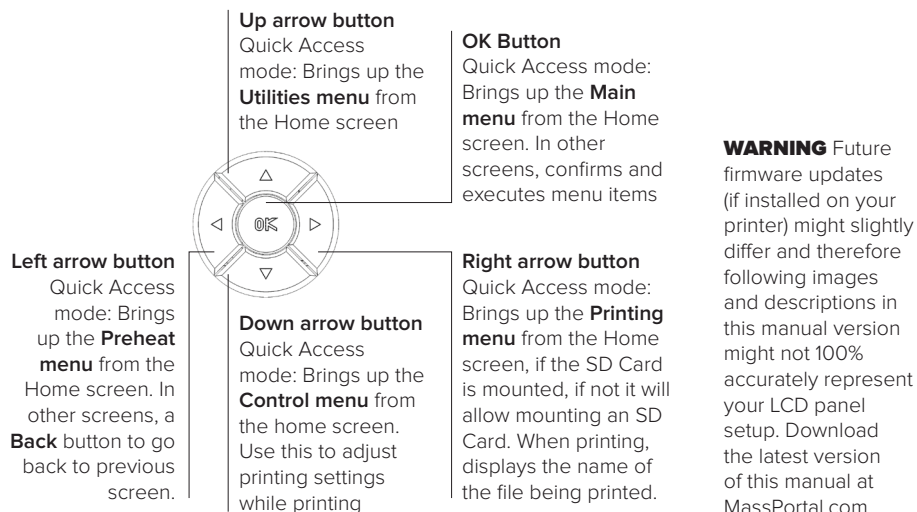 Up arrow button
Quick Access
mode: Brings up the
Utilities menu from
the Home screen
OK Button
Quick Access mode:
Brings up the Main
menu from the Home
screen. In other
screens, confirms and
executes menu items
WARNING Future
firmware updates
(if installed on your
printer) might slightly
differ and therefore
following images
and descriptions in
this manual version
might not 100%
accurately represent
your LCD panel
setup. Download
the latest version
of this manual at
MassPortal.com
OK
Left arrow button
Quick Access
mode: Brings
up the Preheat
menu from the
Home screen. In
other screens, a
Back button to go
back to previous
screen.
Down arrow button
Quick Access
mode: Brings up the
Control menu from
the home screen.
Use this to adjust
printing settings
while printing
Right arrow button
Quick Access mode:
Brings up the Printing
menu from the Home
screen, if the SD Card
is mounted, if not it will
allow mounting an SD
Card. When printing,
displays the name of
the file being printed.